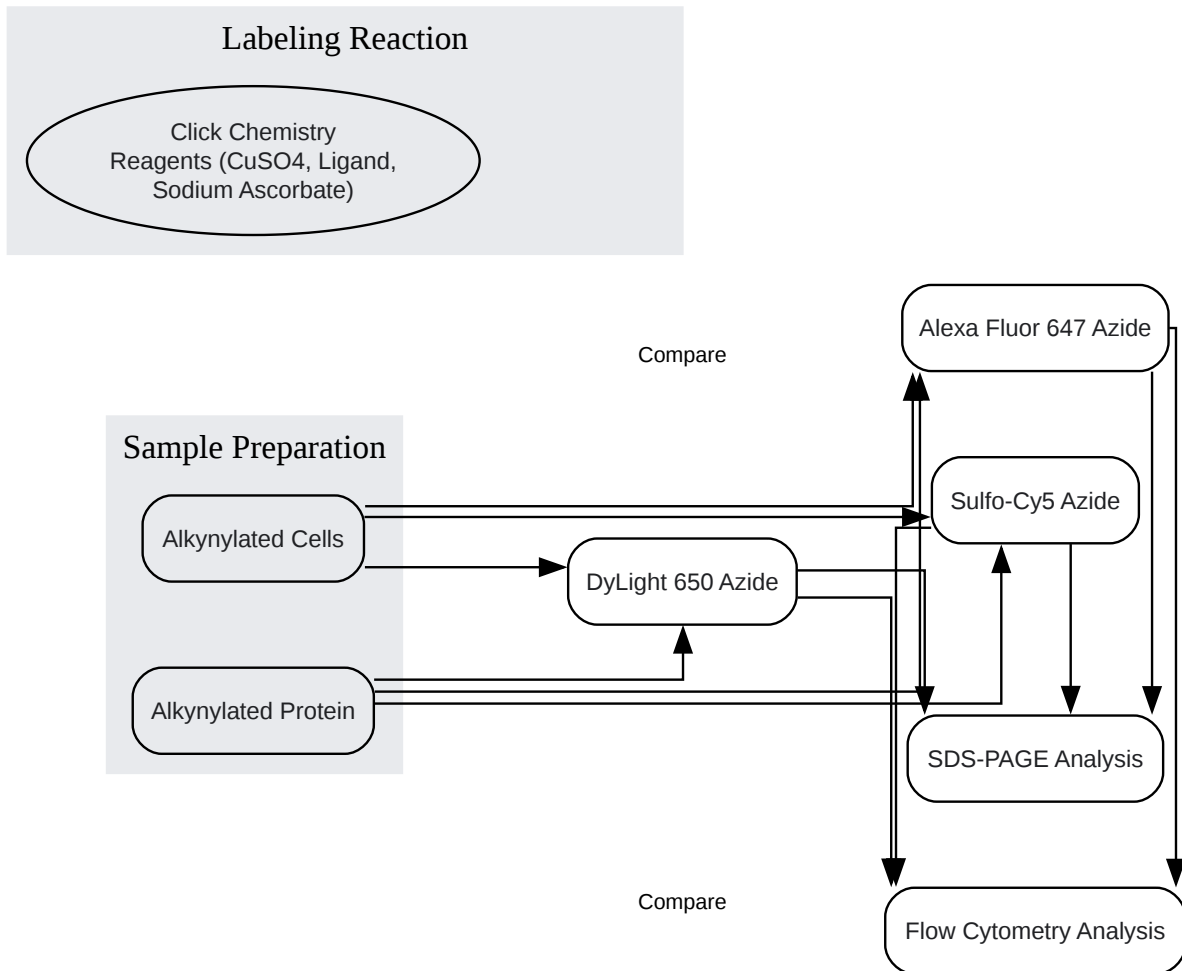 Labeling Reaction
Click Chemistry
Reagents (CuSO4, Ligand,
Sodium Ascorbate)
Alexa Fluor 647 Azide
Compare
Sample Preparation
Sulfo-Cy5 Azide
Alkynylated Cells
DyLight 650 Azide
Alkynylated Protein
SDS-PAGE Analysis
Compare
Flow Cytometry Analysis